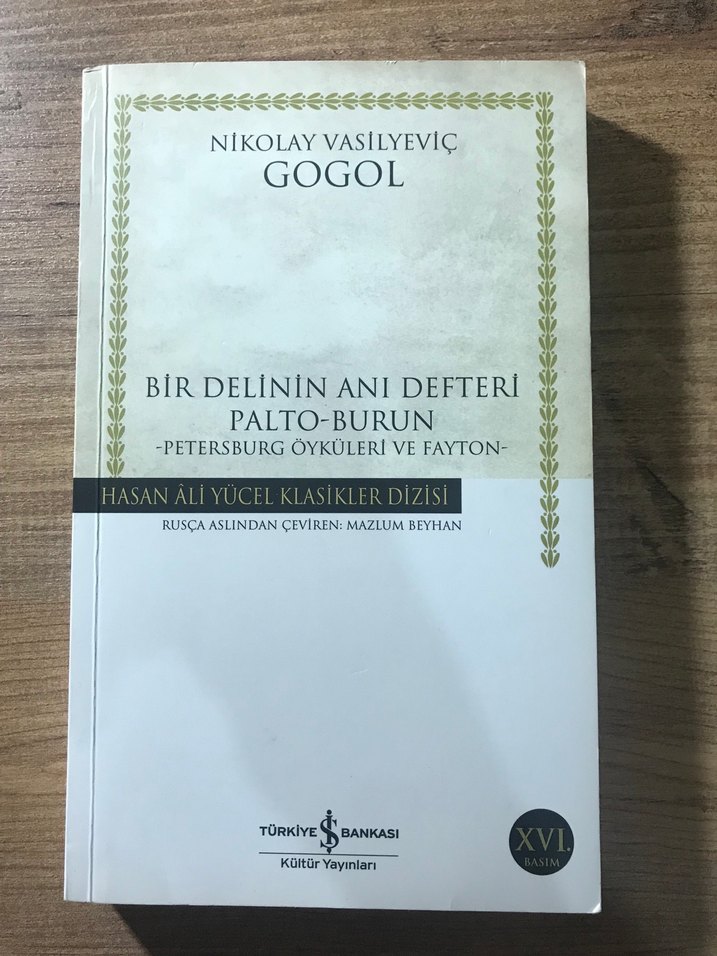 NİKOLAY VASİLYEVİÇ
GOGOL
BİR DELİNİN ANI DEFTERİ
PALTO-BURUN
-PETERSBURG ÖYKÜLERİ VE FAYTON-
HASAN ÂLİ YÜCEL KLASİKLER DİZİSİ
RUSÇA ASLINDAN ÇEVİREN: MAZLUM BEYHAN
TÜRKİYE İŞ BANKASI
Kültür Yayınları
XVI.
BASIM